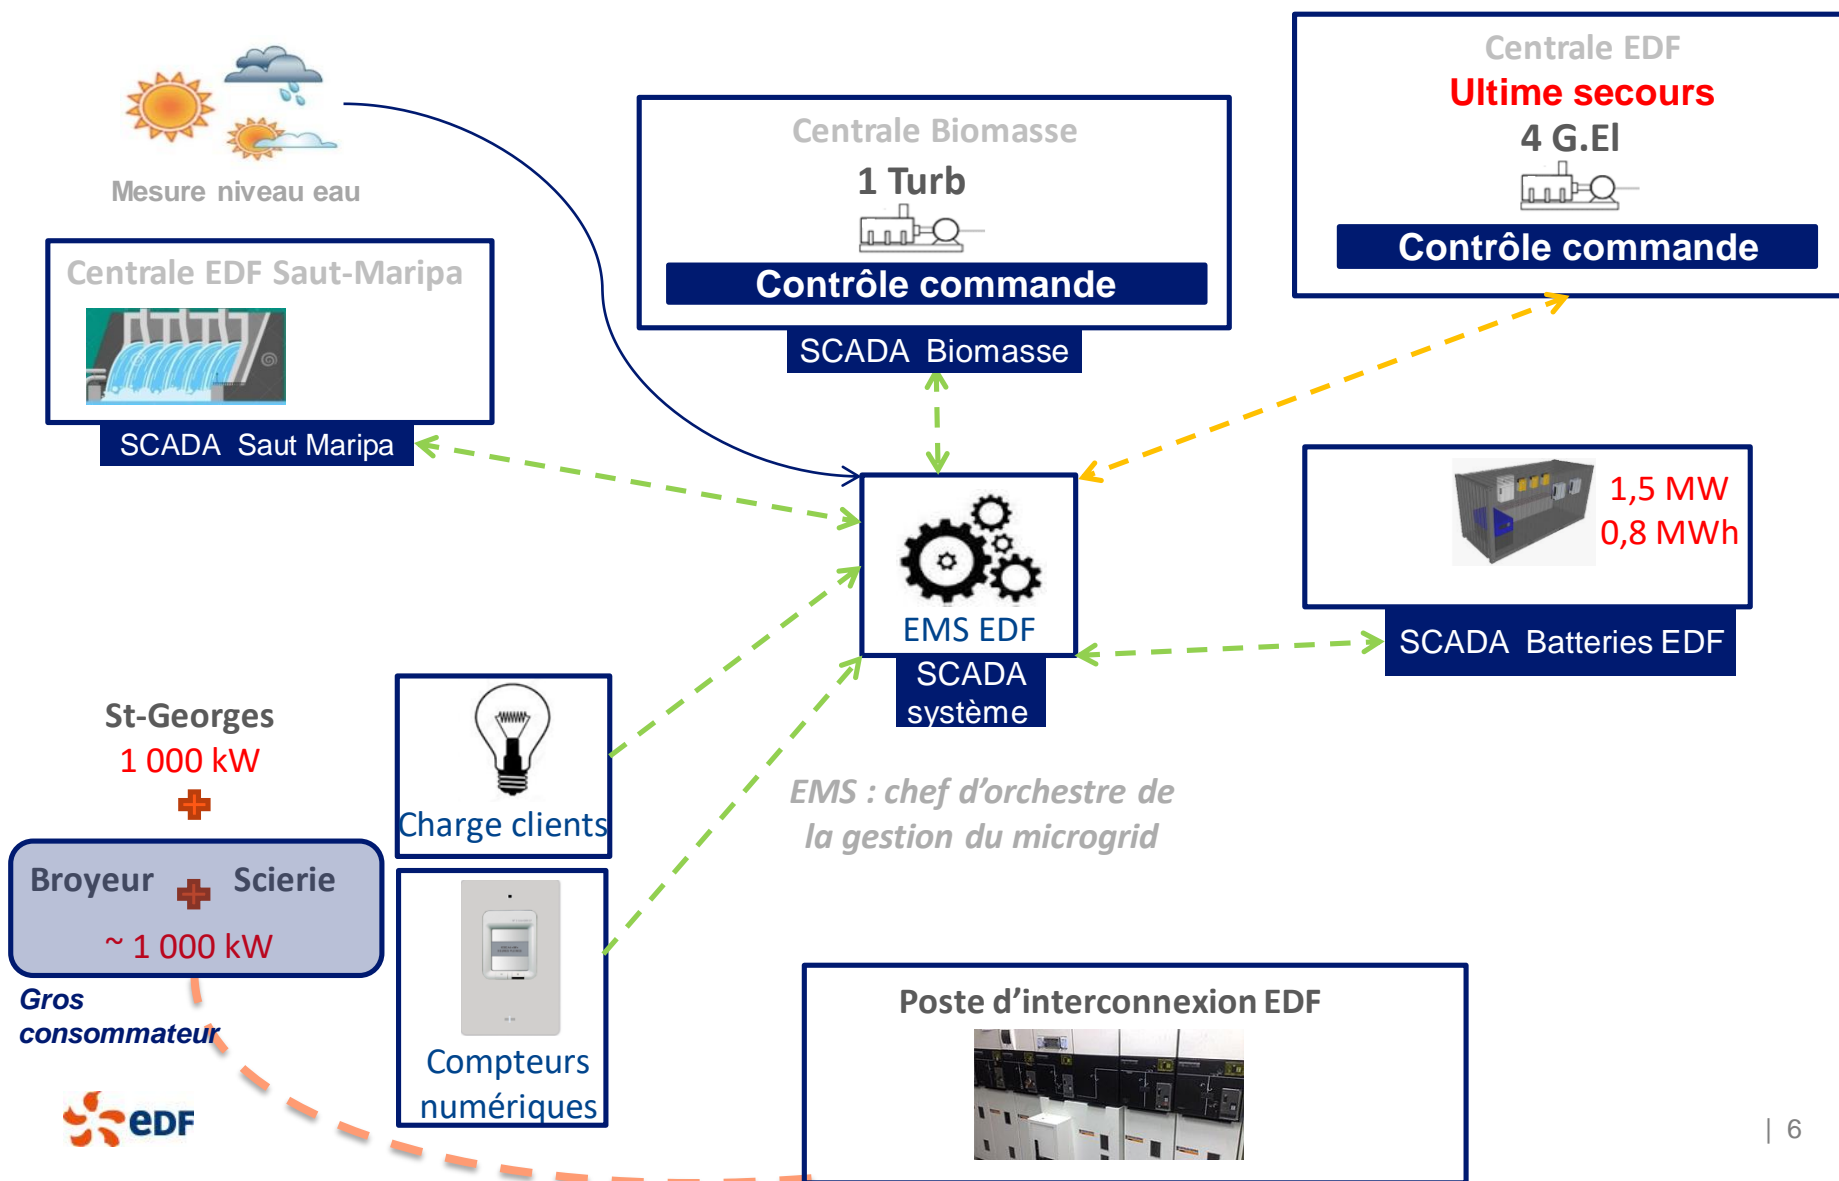 Mesure niveau eau
Centrale EDF Saut-Maripa
SCADA Saut Maripa
Centrale Biomasse
1 Turb
Contrôle commande
SCADA Biomasse
Centrale EDF
Ultime secours
4 G.El
Contrôle commande
1,5 MW
0,8 MWh
SCADA Batteries EDF
EMS EDF
SCADA
système
EMS : chef d’orchestre de
la gestion du microgrid
St-Georges
1 000 kW
Broyeur
Scierie
~ 1 000 kW
Gros
consommateur
Charge clients
Compteurs
numériques
Poste d’interconnexion EDF
edf
| 6